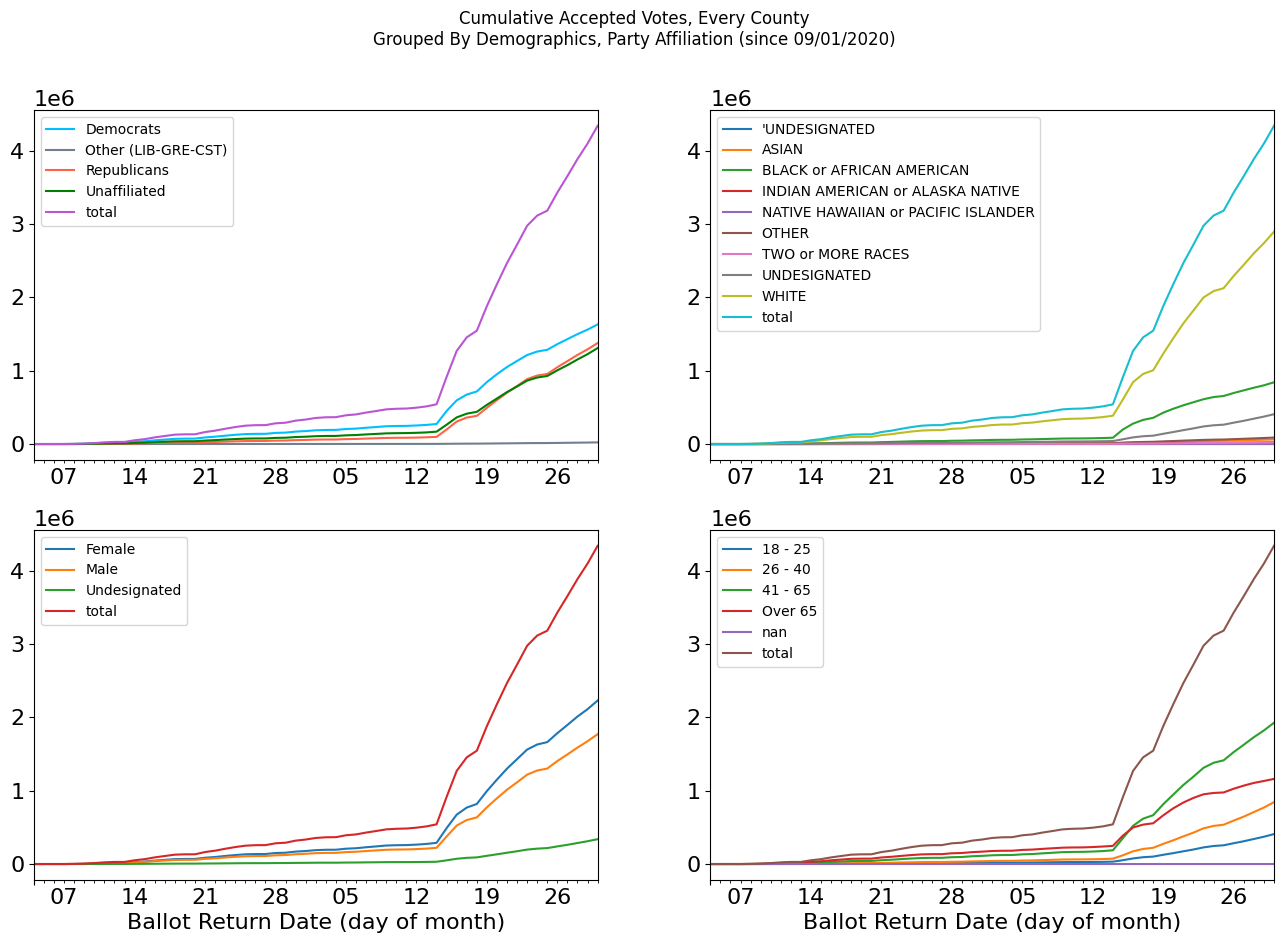 Cumulative Accepted Votes, Every County
Grouped By Demographics, Party Affiliation (since 09/01/2020)
1e6
Democrats
Other (LIB-GRE-CST)
Republicans
Unaffiliated
total
4
3
2
1
0
07 14 21 28 05 12 19 26
1e6
'UNDESIGNATED
ASIAN
BLACK or AFRICAN AMERICAN
INDIAN AMERICAN or ALASKA NATIVE
NATIVE HAWAIIAN or PACIFIC ISLANDER
OTHER
TWO or MORE RACES
UNDESIGNATED
WHITE
total
4
3
2
1
0
07 14 21 28 05 12 19 26
1e6
Female
Male
Undesignated
total
4
3
2
1
0
07 14 21 28 05 12 19 26
Ballot Return Date (day of month)
1e6
18 - 25
26 - 40
41 - 65
Over 65
nan
total
4
3
2
1
0
07 14 21 28 05 12 19 26
Ballot Return Date (day of month)